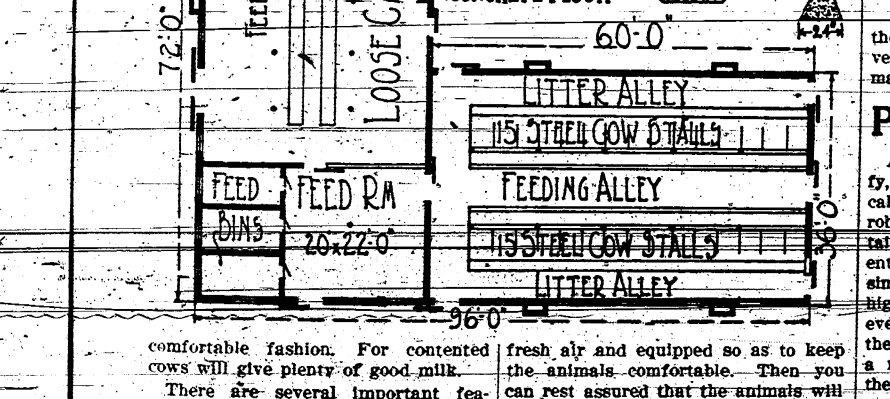 72'-0"
FEED
LOOSE
60'-0"
24"
LITTER ALLEY
15 STEEL COW STALLS
FEEDING ALLEY
15 STEEL COW STALLS
LITTER ALLEY
36'-0"
FEED
BINS
FEED RM
20x22'-0"
96'-0"
comfortable fashion. For contented
cows will give plenty of good milk.
There are several important fea-
fresh air and equipped so as to keep
the animals comfortable. Then you
can rest assured that the animals will